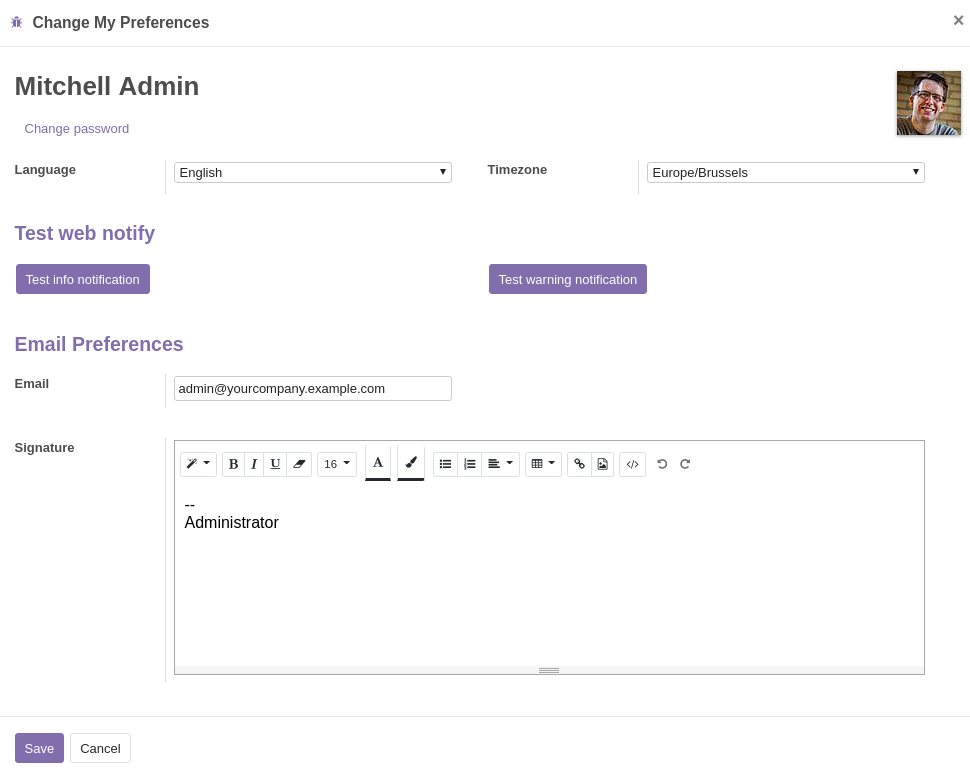 Change My Preferences ×
Mitchell Admin
Change password
Language English Timezone Europe/Brussels
Test web notify
Test info notification Test warning notification
Email Preferences
Email admin@yourcompany.example.com
Signature
B I U 16 A
--
Administrator
Save Cancel